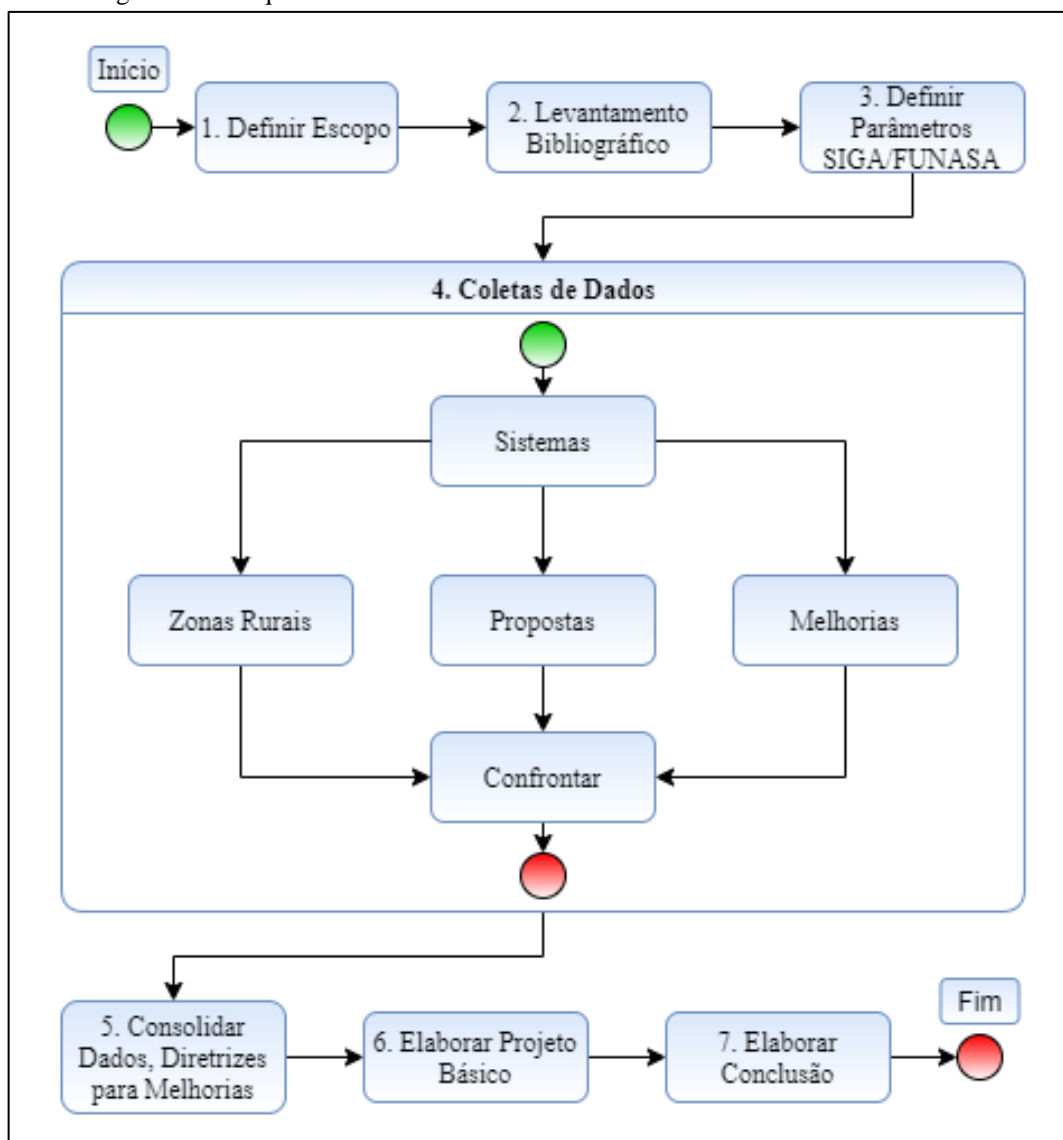 Início
1. Definir Escopo
2. Levantamento
Bibliográfico
3. Definir
Parâmetros
SIGA/FUNASA
4. Coletas de Dados
Sistemas
Zonas Rurais
Propostas
Melhorias
Confrontar
5. Consolidar
Dados, Diretrizes
para Melhorias
6. Elaborar Projeto
Básico
7. Elaborar
Conclusão
Fim